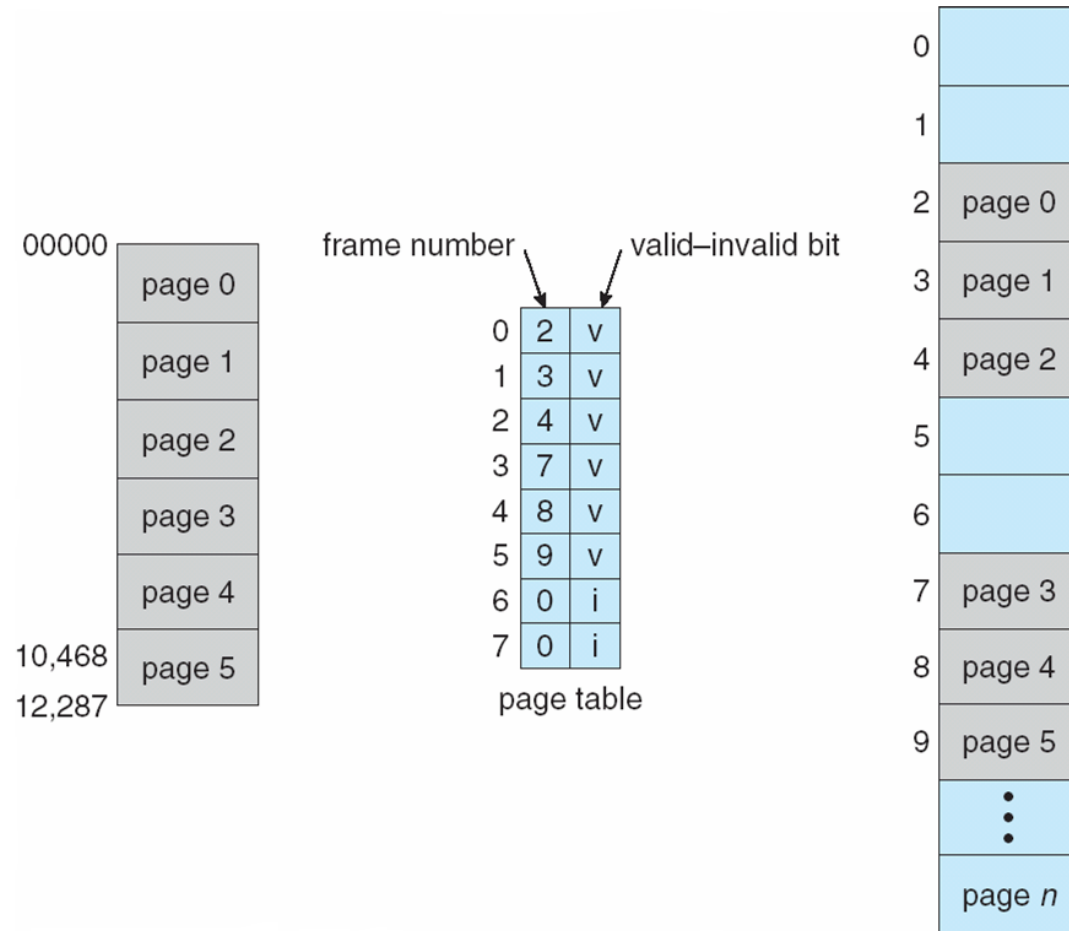 00000
page 0
page 1
page 2
page 3
page 4
10,468
page 5
12,287
frame number
valid–invalid bit
0 2 v
1 3 v
2 4 v
3 7 v
4 8 v
5 9 v
6 0 i
7 0 i
page table
0
1
2 page 0
3 page 1
4 page 2
5
6
7 page 3
8 page 4
9 page 5
page n